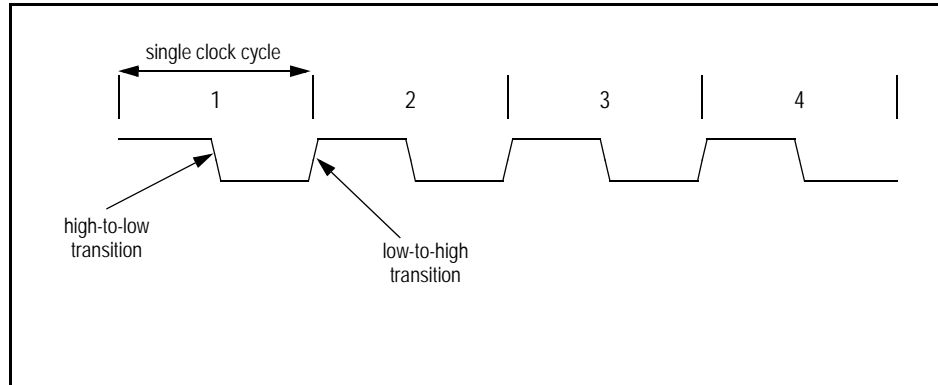 single clock cycle
1 2 3 4
high-to-low
transition
low-to-high
transition